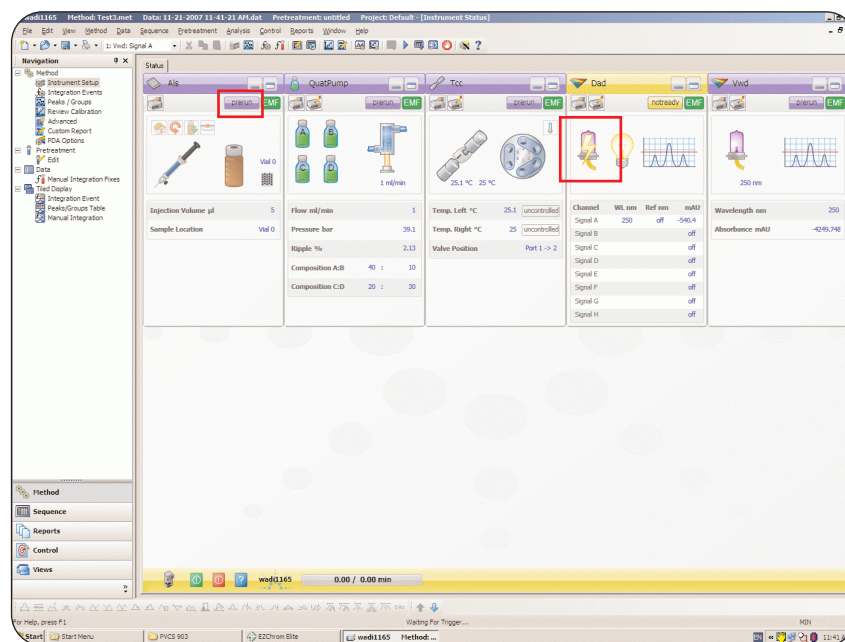 wadi1165 Method: Test3.met Data: 11-21-2007 11-41-21 AM.dat Pretreatment: untitled Project: Default - [Instrument Status]
File Edit View Method Data Sequence Pretreatment Analysis Control Reports Window Help
1: Vwd: Signal A
Navigation
Method
Instrument Setup
Integration Events
Peaks / Groups
Review Calibration
Advanced
Custom Report
PDA Options
Pretreatment
Edit
Data
Manual Integration Fixes
Tiled Display
Integration Event
Peaks/Groups Table
Manual Integration
Method
Sequence
Reports
Control
Views
Status
Als
prerun EMF
Vial 0
Injection Volume µl 5
Sample Location Vial 0
QuatPump
prerun EMF
A B
C D
1 ml/min
Flow ml/min 1
Pressure bar 39.1
Ripple % 2.13
Composition A:B 40 : 10
Composition C:D 20 : 30
Tcc
prerun EMF
25.1 °C 25 °C
Temp. Left °C 25.1 uncontrolled
Temp. Right °C 25 uncontrolled
Valve Position Port 1 -> 2
Dad
notready EMF
Channel WL nm Ref nm mAU
Signal A 250 off -540.4
Signal B off
Signal C off
Signal D off
Signal E off
Signal F off
Signal G off
Signal H off
Vwd
prerun EMF
250 nm
Wavelength nm 250
Absorbance mAU -4249.748
wadi1165 0.00 / 0.00 min
For Help, press F1 Waiting For Trigger... MIN
Start Start Menu PVCS 903 EZChrom Elite wadi1165 Method: ... EN 11:41